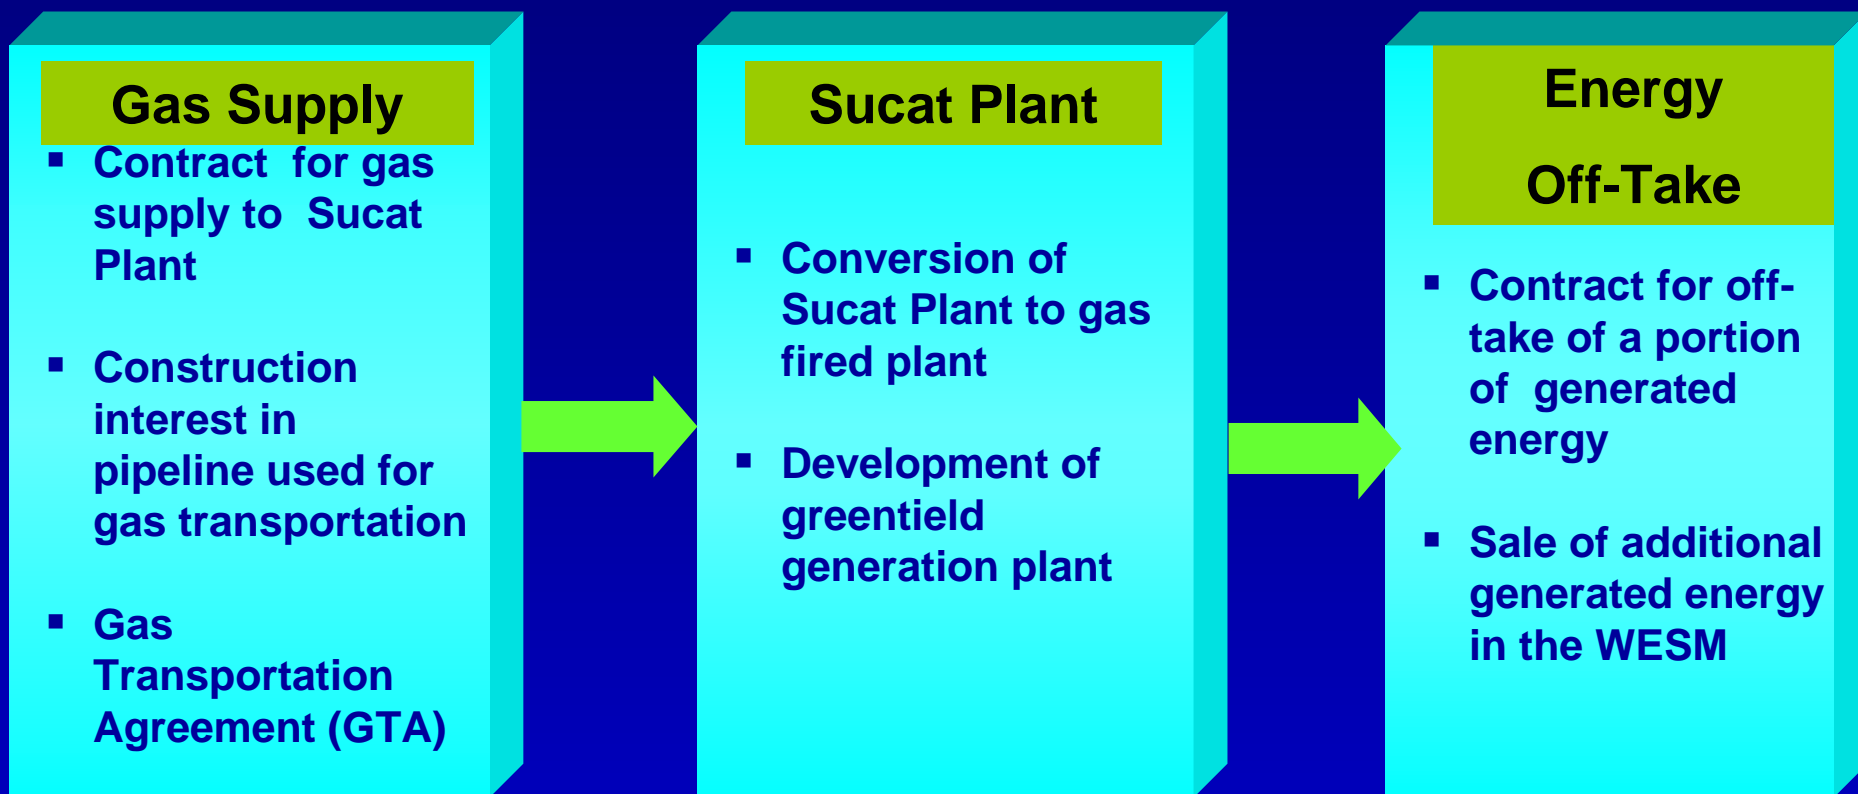 Gas Supply
▪ Contract for gas
supply to Sucat
Plant
▪ Construction
interest in
pipeline used for
gas transportation
▪ Gas
Transportation
Agreement (GTA)
Sucat Plant
▪ Conversion of
Sucat Plant to gas
fired plant
▪ Development of
greentield
generation plant
Energy
Off-Take
▪ Contract for off-
take of a portion
of generated
energy
▪ Sale of additional
generated energy
in the WESM